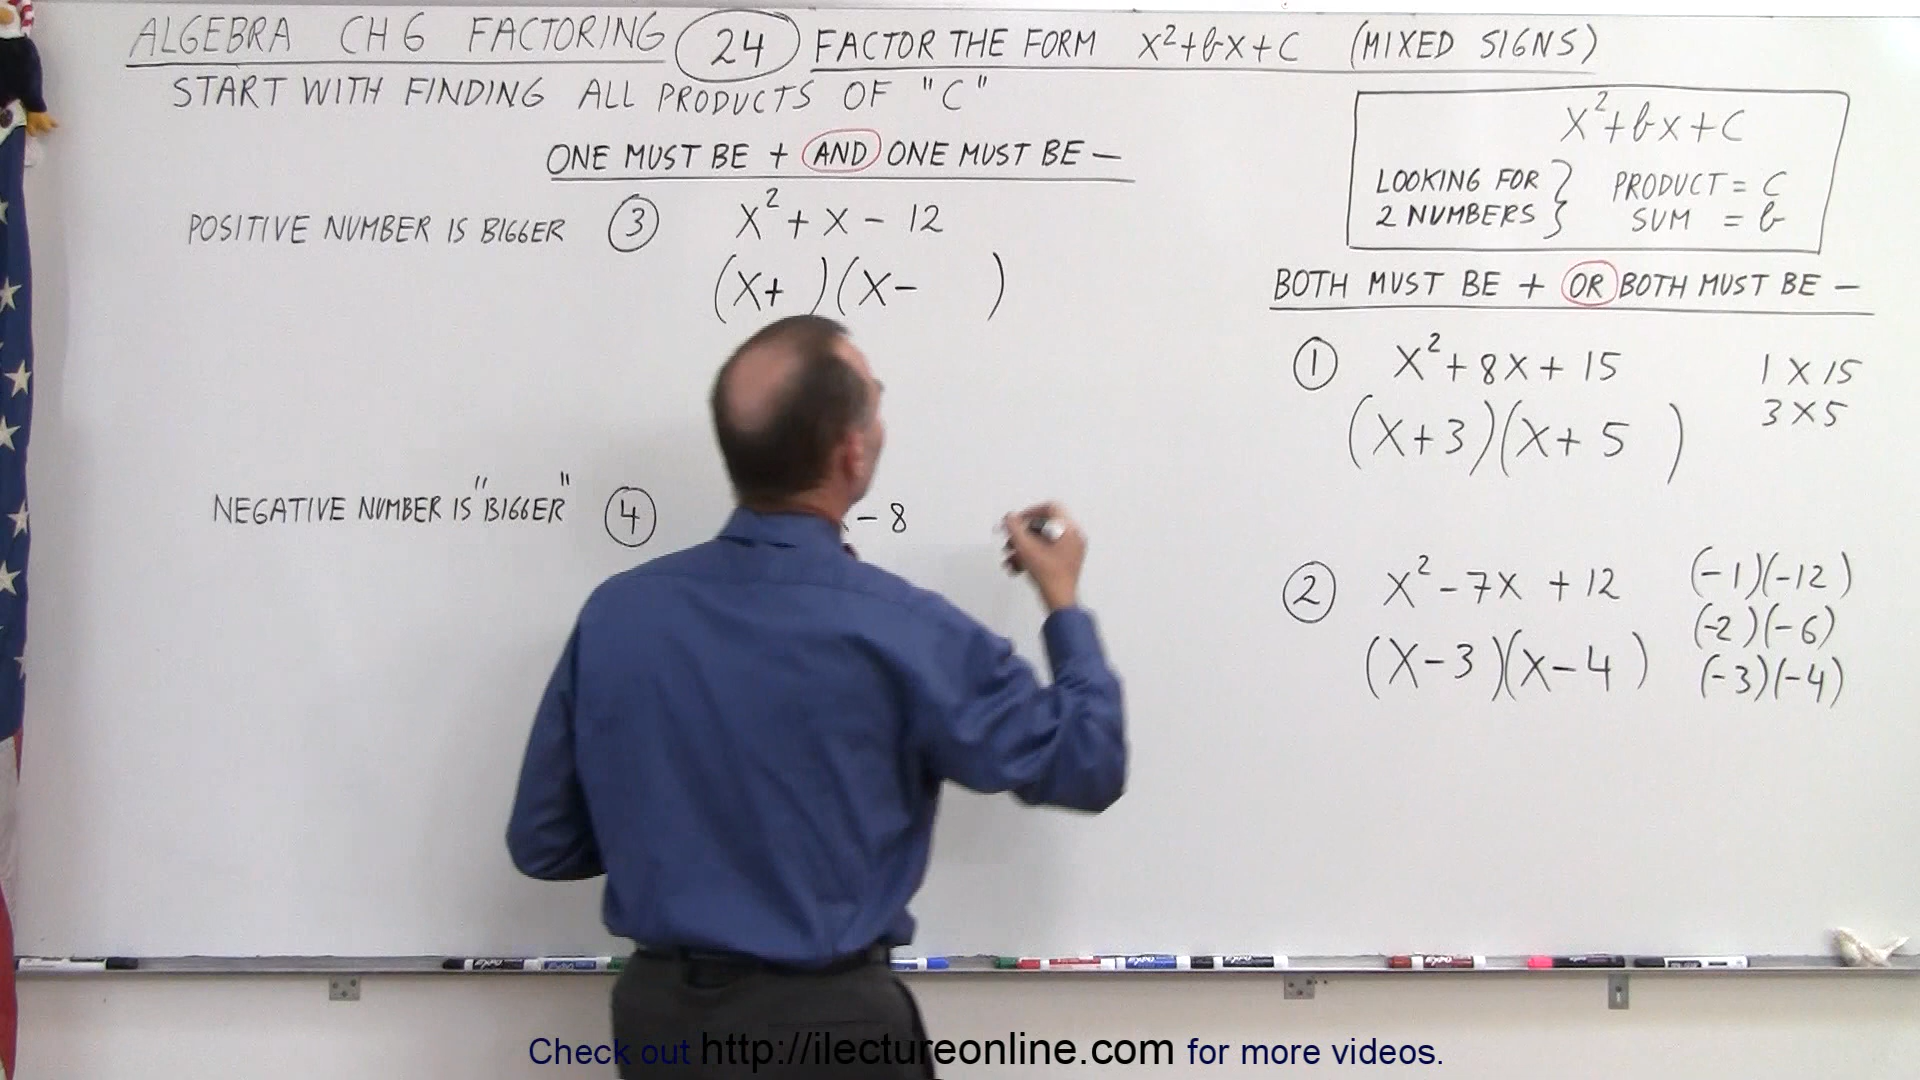 ALGEBRA CH 6 FACTORING 24 FACTOR THE FORM x²+bx+c (MIXED SIGNS)
START WITH FINDING ALL PRODUCTS OF "C"
ONE MUST BE + AND ONE MUST BE −
POSITIVE NUMBER IS BIGGER 3 x² + x − 12
(x+ )(x− )
NEGATIVE NUMBER IS "BIGGER" 4 − 8
x²+bx+c
LOOKING FOR } PRODUCT = C
2 NUMBERS } SUM = b
BOTH MUST BE + OR BOTH MUST BE −
1 x² + 8x + 15 1 x 15
3 x 5
(x+3)(x+5 )
2 x² − 7x + 12 (−1)(−12)
(−2)(−6)
(x−3)(x−4 ) (−3)(−4)
Check out http://ilectureonline.com for more videos.